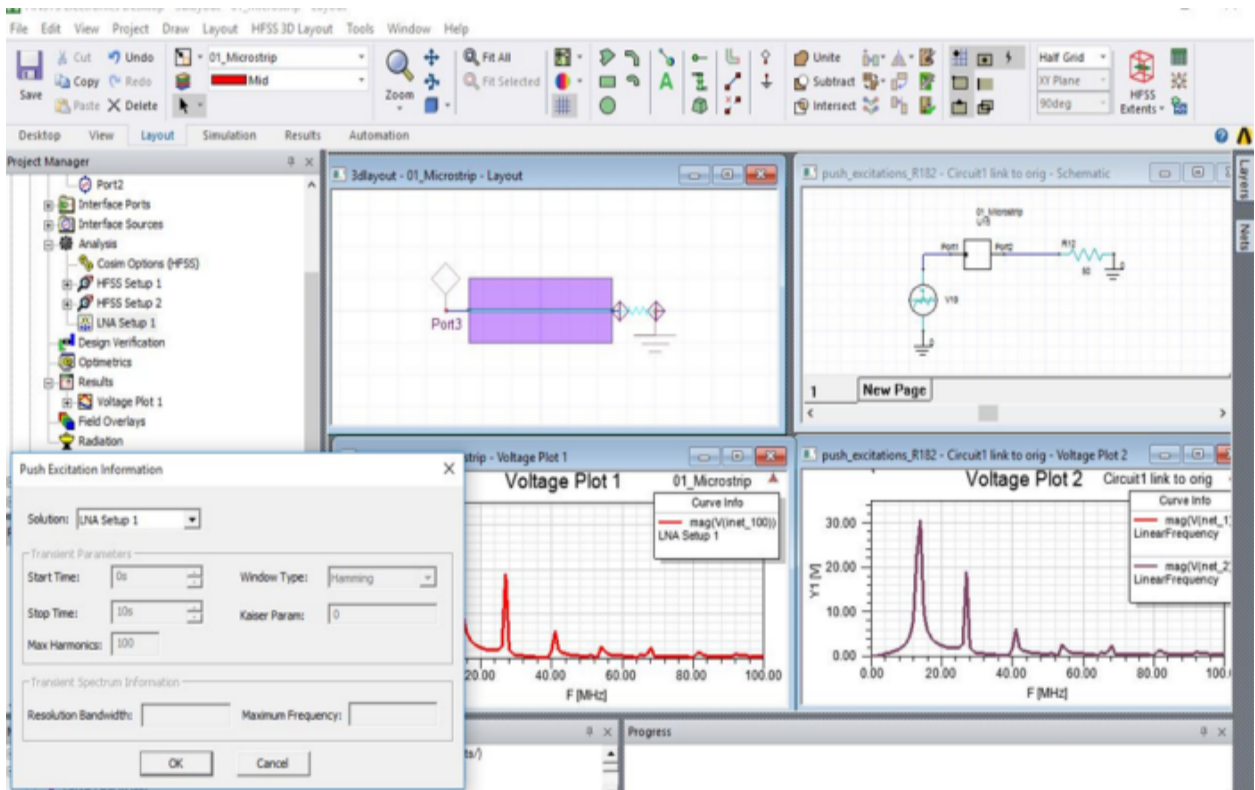 File Edit View Project Draw Layout HFSS 3D Layout Tools Window Help
Save
Cut
Copy
Paste
Undo
Redo
Delete
01_Microstrip
Mid
Zoom
Fit All
Fit Selected
A
Unite
Subtract
Intersect
Half Grid
XY Plane
90deg
HFSS
Extents
Desktop View Layout Simulation Results Automation
Project Manager
Port2
Interface Ports
Interface Sources
Analysis
Cosim Options (HFSS)
HFSS Setup 1
HFSS Setup 2
LNA Setup 1
Design Verification
Optimetrics
Results
Voltage Plot 1
Field Overlays
Radiation
3dlayout - 01_Microstrip - Layout
Port3
push_excitations_R182 - Circuit1 link to orig - Schematic
01_Microstrip
Port1
Port2
R12
50
0
V19
0
1 New Page
Layers
Nets
Push Excitation Information
Solution: LNA Setup 1
Transient Parameters
Start Time: 0s
Window Type: Hamming
Stop Time: 10s
Kaiser Param: 0
Max Harmonics: 100
Transient Spectrum Information
Resolution Bandwidth:
Maximum Frequency:
OK Cancel
strip - Voltage Plot 1
Voltage Plot 1
01_Microstrip
Curve Info
mag(V(inet_100))
LNA Setup 1
20.00 40.00 60.00 80.00 100.00
F [MHz]
push_excitations_R182 - Circuit1 link to orig - Voltage Plot 2
Voltage Plot 2
Circuit1 link to orig
Curve Info
mag(V(net_1
LinearFrequency
mag(V(net_2
LinearFrequency
Y1 [V]
30.00
20.00
10.00
0.00
0.00 20.00 40.00 60.00 80.00 100.
F [MHz]
ts/)
Progress